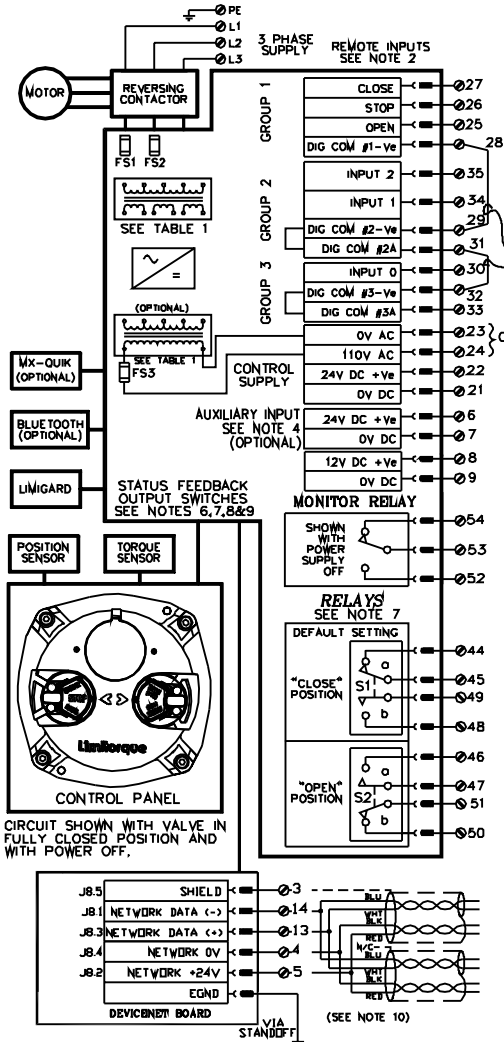 PE
L1
L2
L3
3 PHASE
SUPPLY
REMOTE INPUTS
SEE NOTE 2
MOTOR
REVERSING
CONTACTOR
FS1 FS2
SEE TABLE 1
(OPTIONAL)
SEE TABLE 1
FS3
GROUP 1
CLOSE 27
STOP 26
OPEN 25
DIG COM #1-Ve 28
GROUP 2
INPUT 2 35
INPUT 1 34
DIG COM #2-Ve 29
DIG COM #2A 31
GROUP 3
INPUT 0 30
DIG COM #3-Ve 32
DIG COM #3A 33
CONTROL
SUPPLY
0V AC 23
110V AC 24
24V DC +Ve 22
0V DC 21
AUXILIARY INPUT
SEE NOTE 4
(OPTIONAL)
24V DC +Ve 6
0V DC 7
12V DC +Ve 8
0V DC 9
MX-QUIK
(OPTIONAL)
BLUETOOTH
(OPTIONAL)
LIMIGARD
STATUS FEEDBACK
OUTPUT SWITCHES
SEE NOTES 6,7,8&9
MONITOR RELAY
SHOWN
WITH
POWER
SUPPLY
OFF
54
53
52
POSITION
SENSOR
TORQUE
SENSOR
RELAYS
SEE NOTE 7
DEFAULT SETTING
"CLOSE"
POSITION
S1
a
b
44
45
49
48
"OPEN"
POSITION
S2
a
b
46
47
51
50
Limitorque
CONTROL PANEL
CIRCUIT SHOWN WITH VALVE IN
FULLY CLOSED POSITION AND
WITH POWER OFF.
J8.5 SHIELD 3
J8.1 NETWORK DATA (-) 14
J8.3 NETWORK DATA (+) 13
J8.4 NETWORK 0V 4
J8.2 NETWORK +24V 5
EGND
DEVICENET BOARD
VIA
STANDOFF
BLU
WHT
BLK
RED
N/C
BLU
WHT
BLK
RED
(SEE NOTE 10)